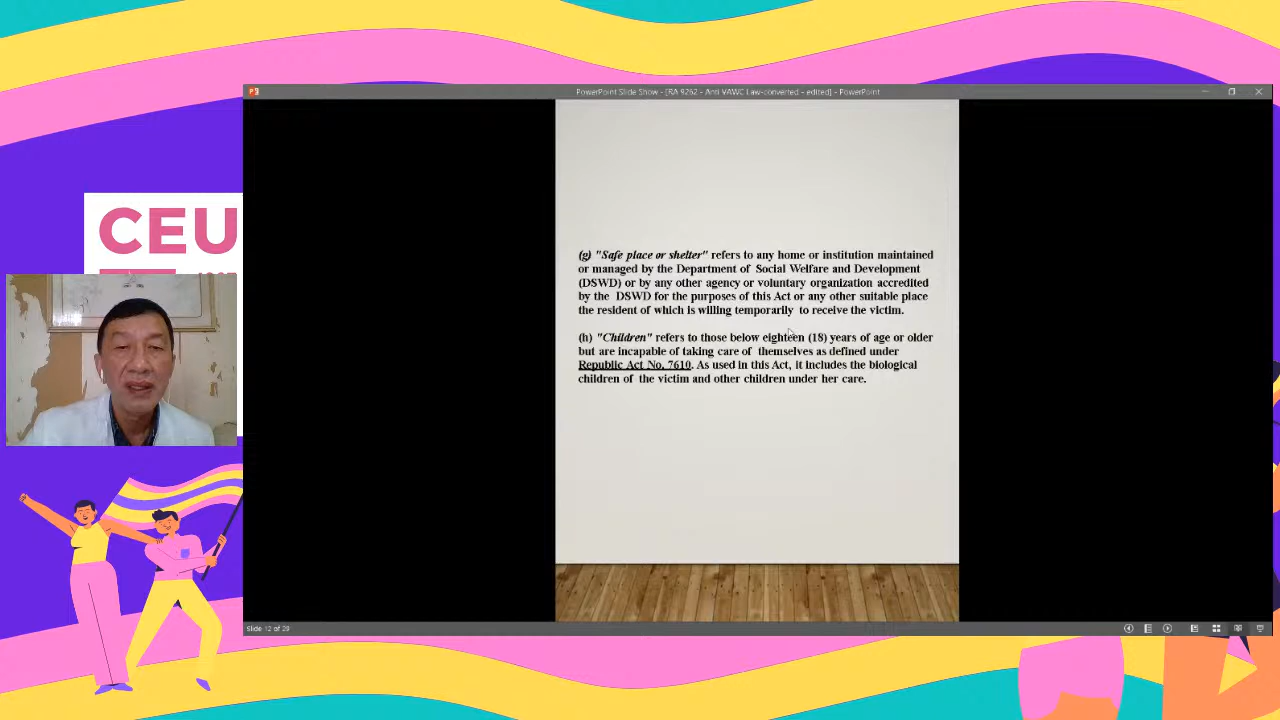 PowerPoint Slide Show - [RA 9262 - Anti VAWC Law-converted - edited] - PowerPoint
CEU
(g) "Safe place or shelter" refers to any home or institution maintained
or managed by the Department of Social Welfare and Development
(DSWD) or by any other agency or voluntary organization accredited
by the DSWD for the purposes of this Act or any other suitable place
the resident of which is willing temporarily to receive the victim.
(h) "Children" refers to those below eighteen (18) years of age or older
but are incapable of taking care of themselves as defined under
Republic Act No. 7610. As used in this Act, it includes the biological
children of the victim and other children under her care.
Slide 12 of 29